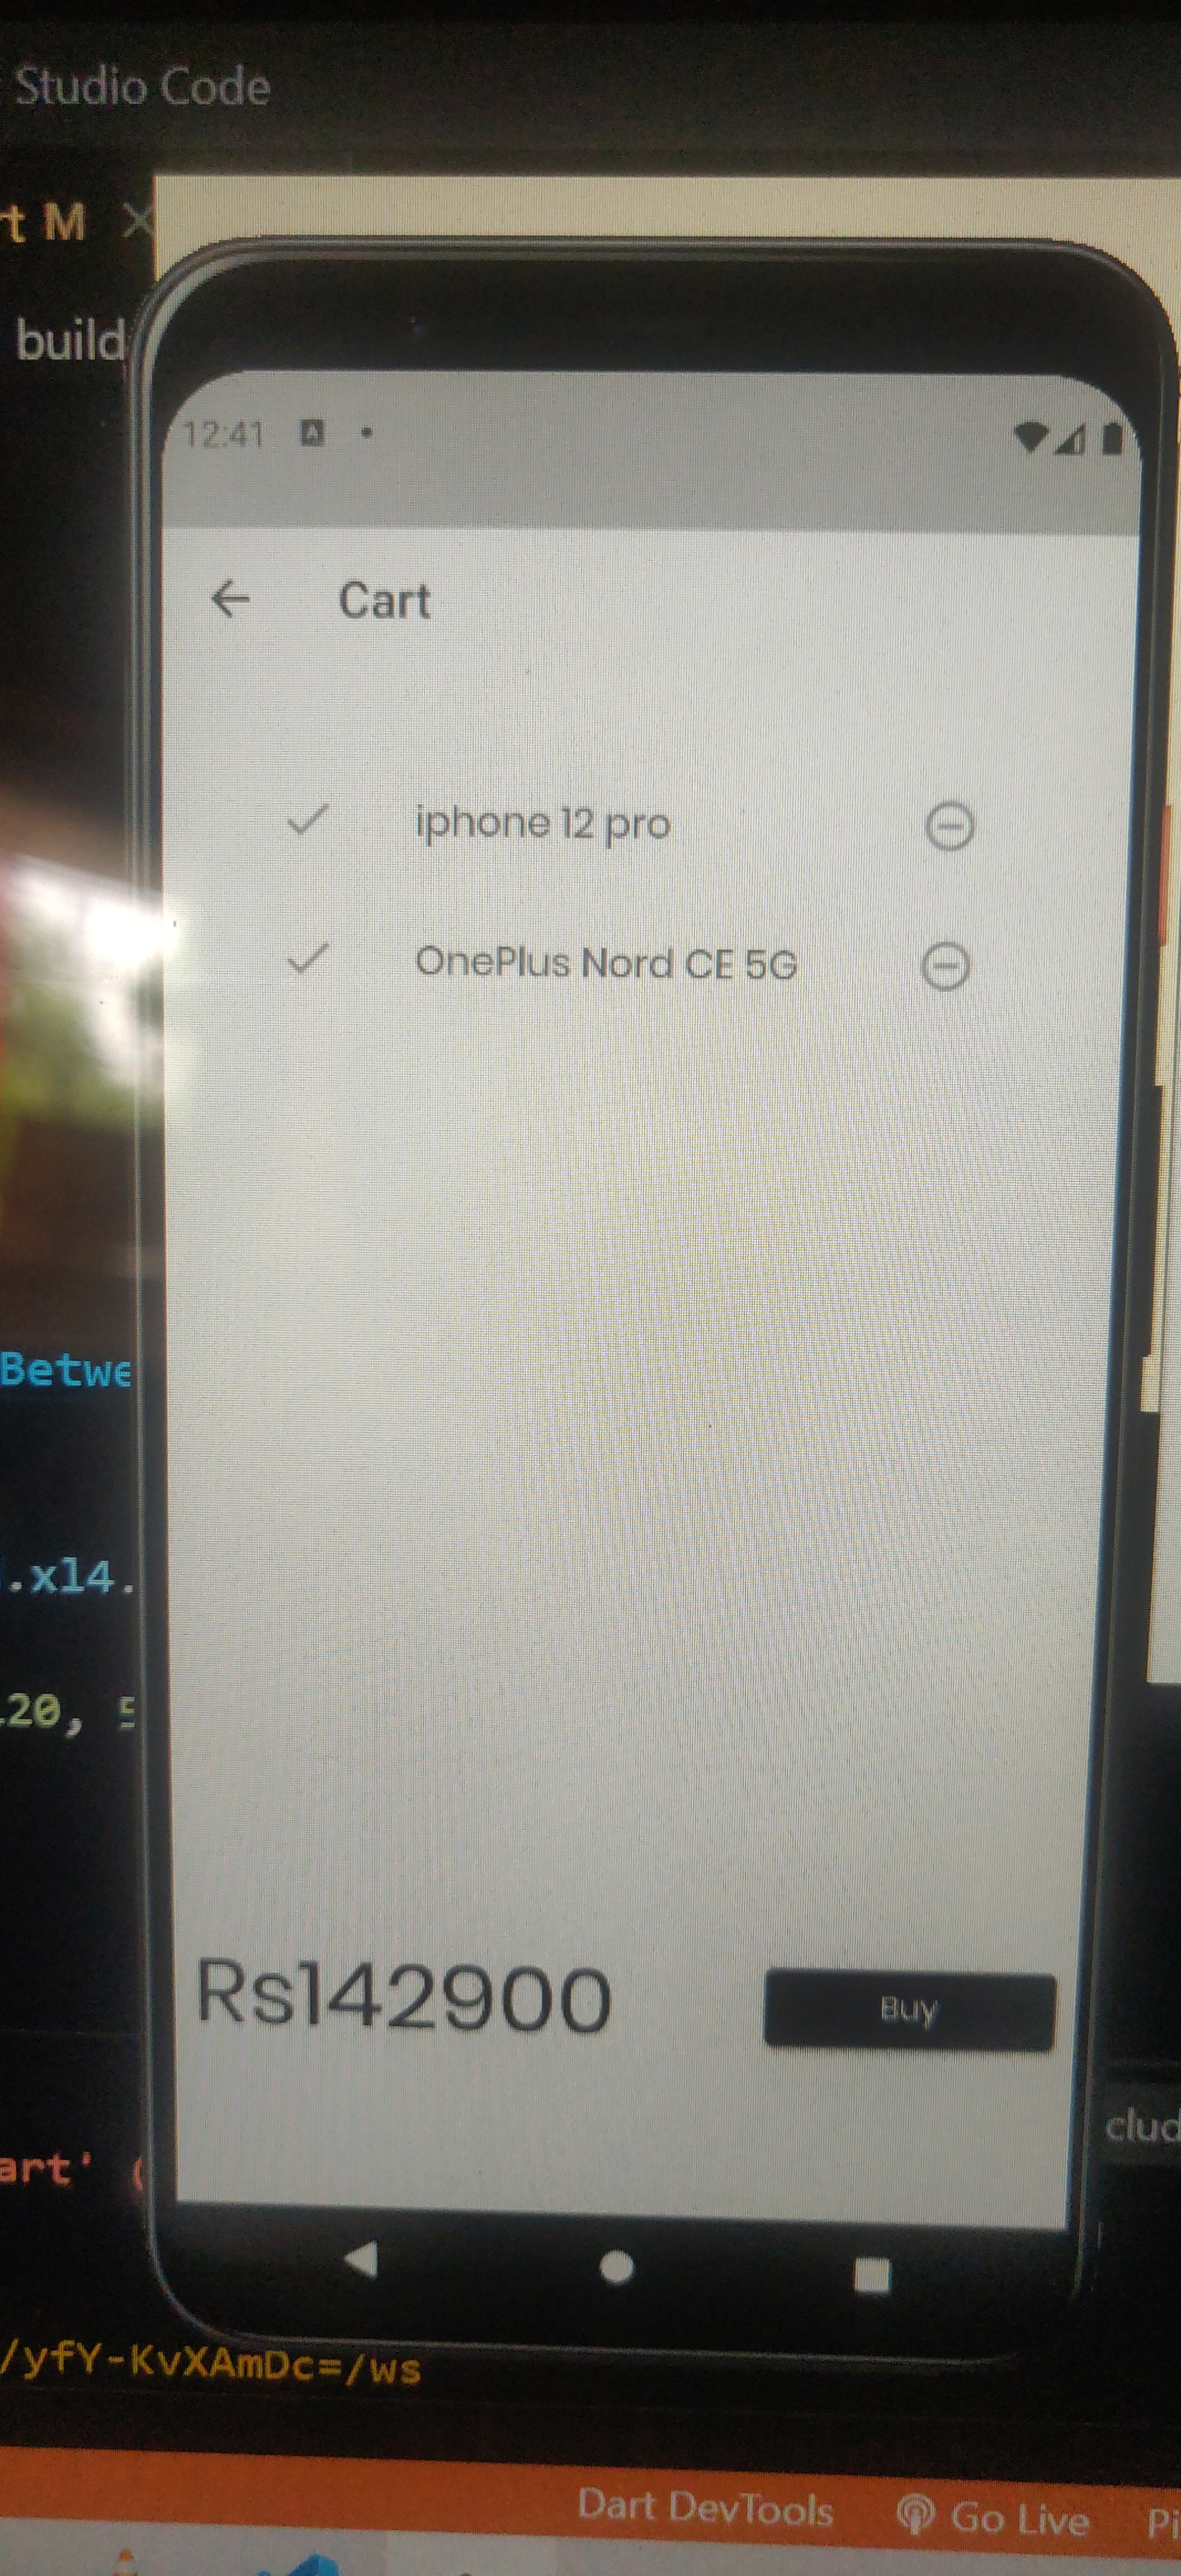 Studio Code
t M ×
build
Betwe
.x14.
20, 5
art' (
/yfY-KvXAmDc=/ws
12:41
Cart
iphone 12 pro
OnePlus Nord CE 5G
Rs142900
Buy
clud
Dart DevTools
Go Live